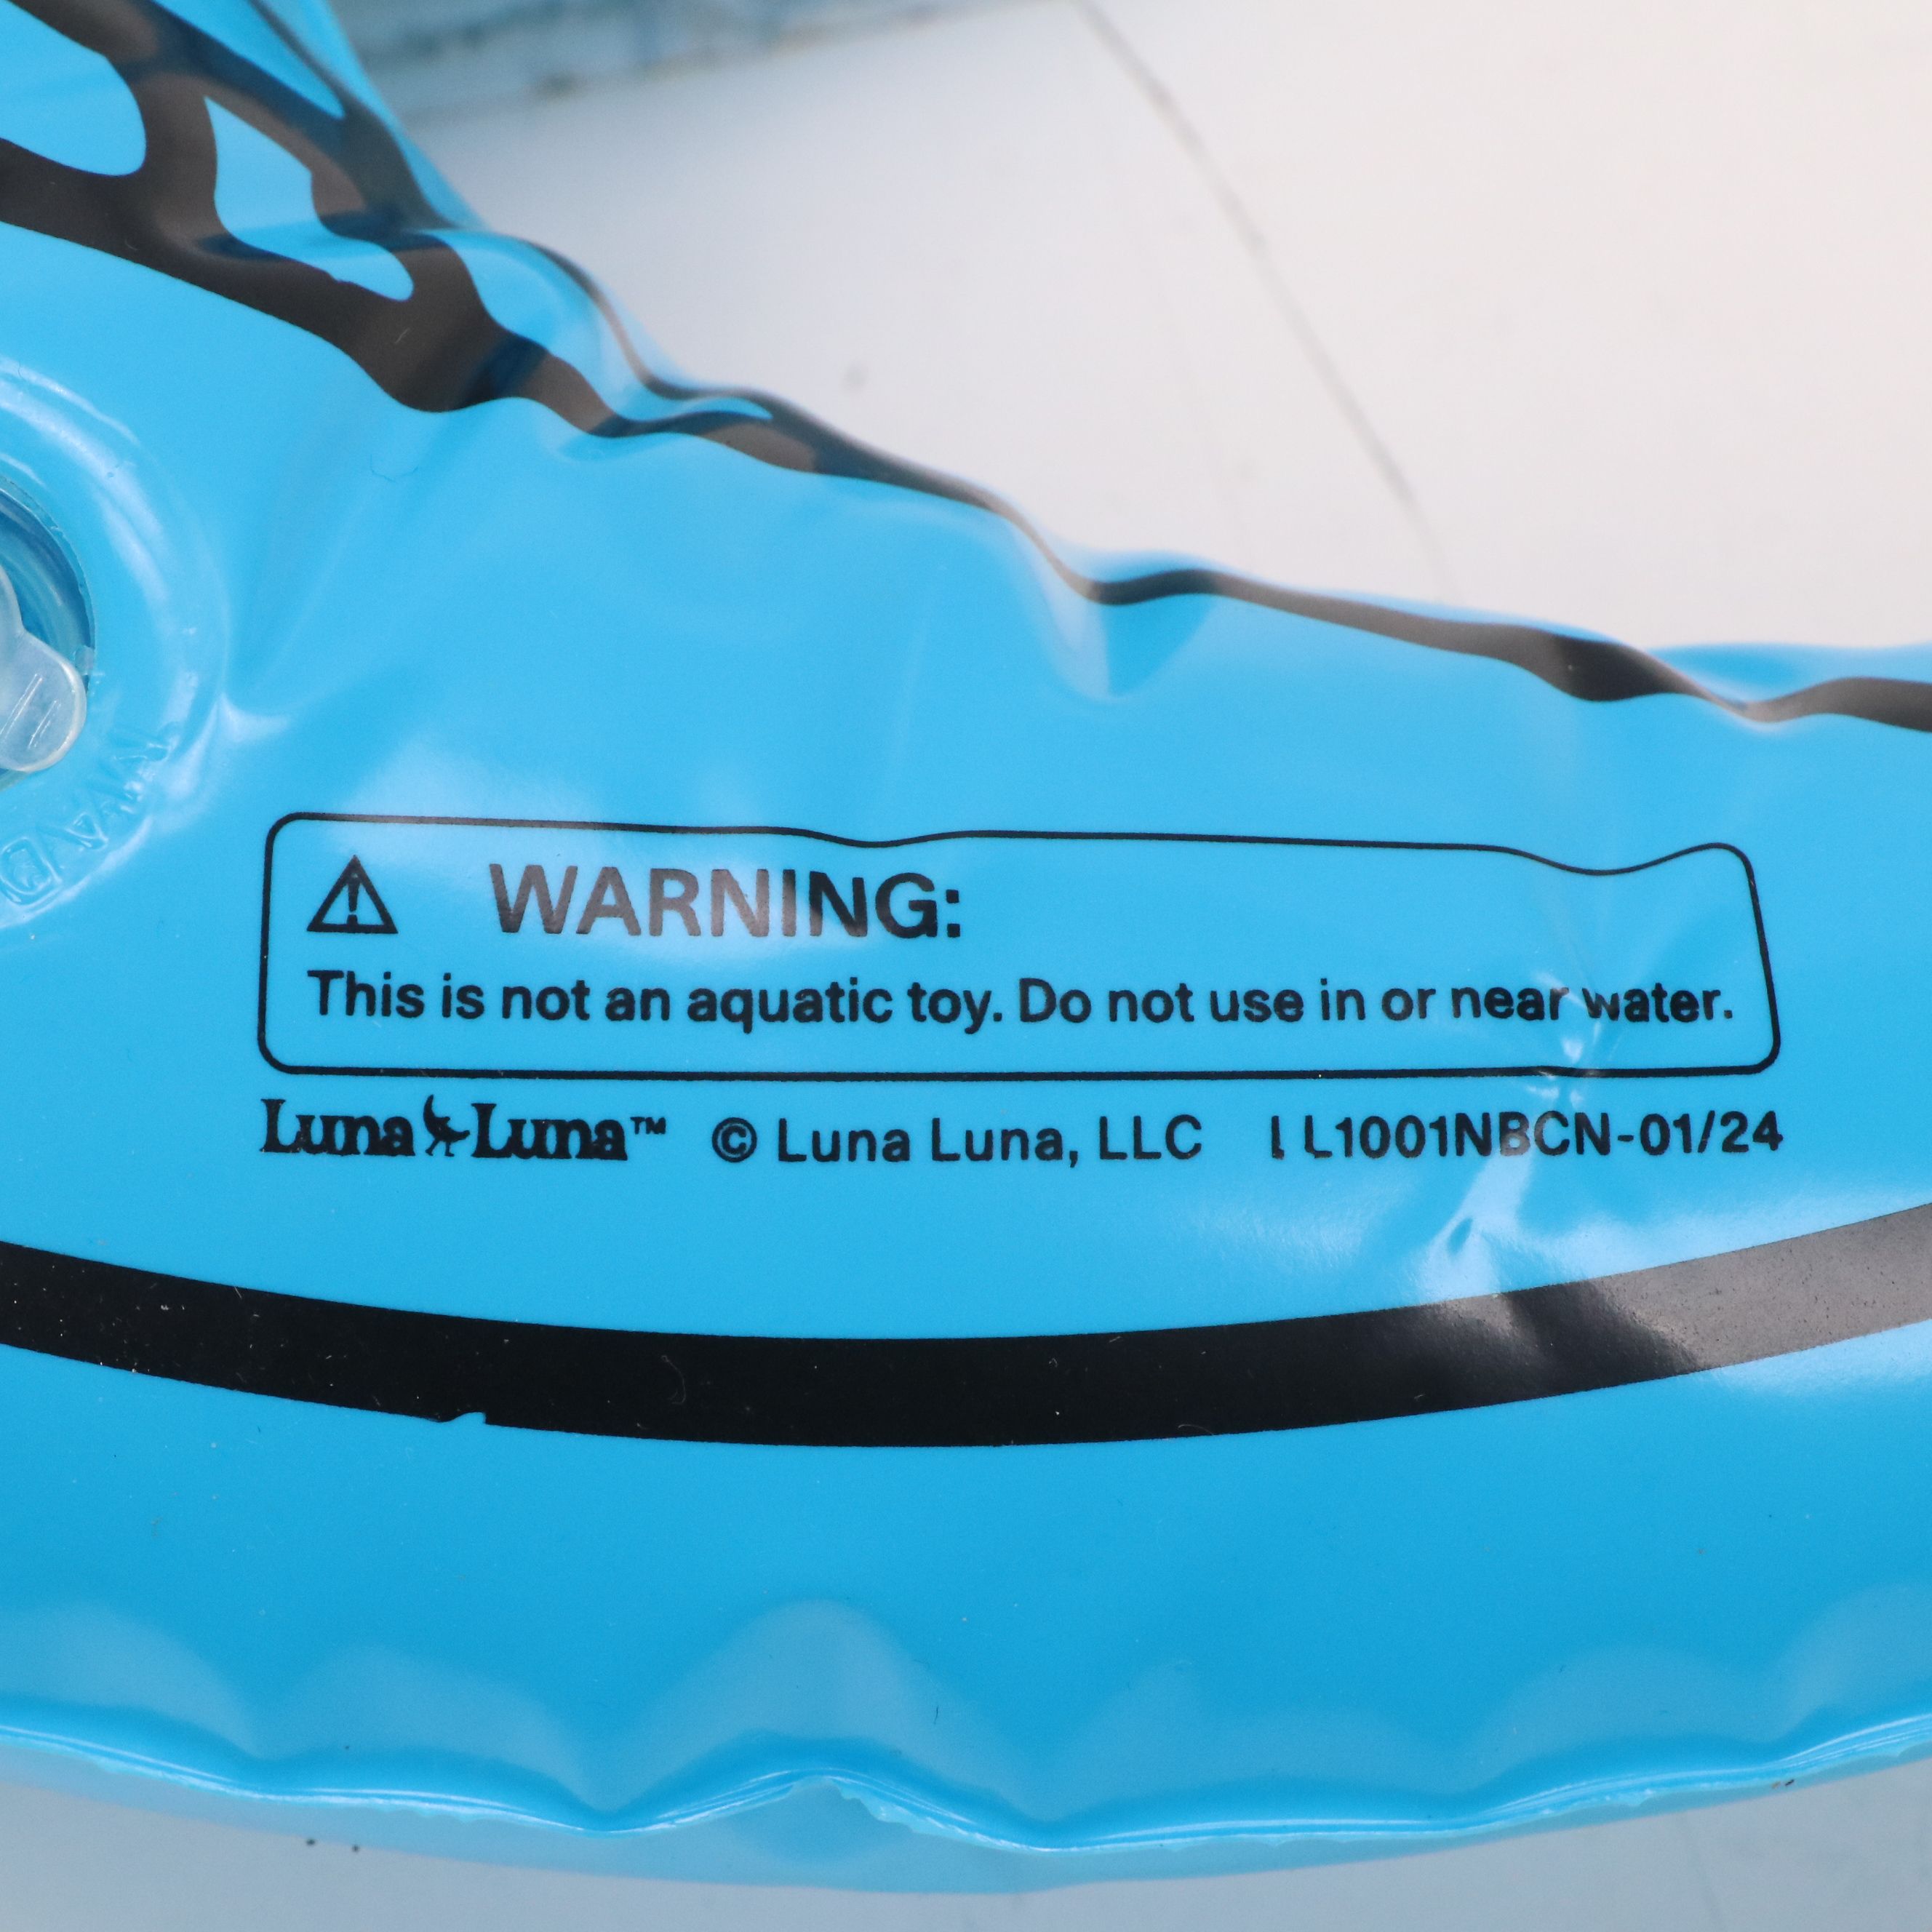 ⚠ WARNING:
This is not an aquatic toy. Do not use in or near water.
Luna Luna™ © Luna Luna, LLC LL1001NBCN-01/24